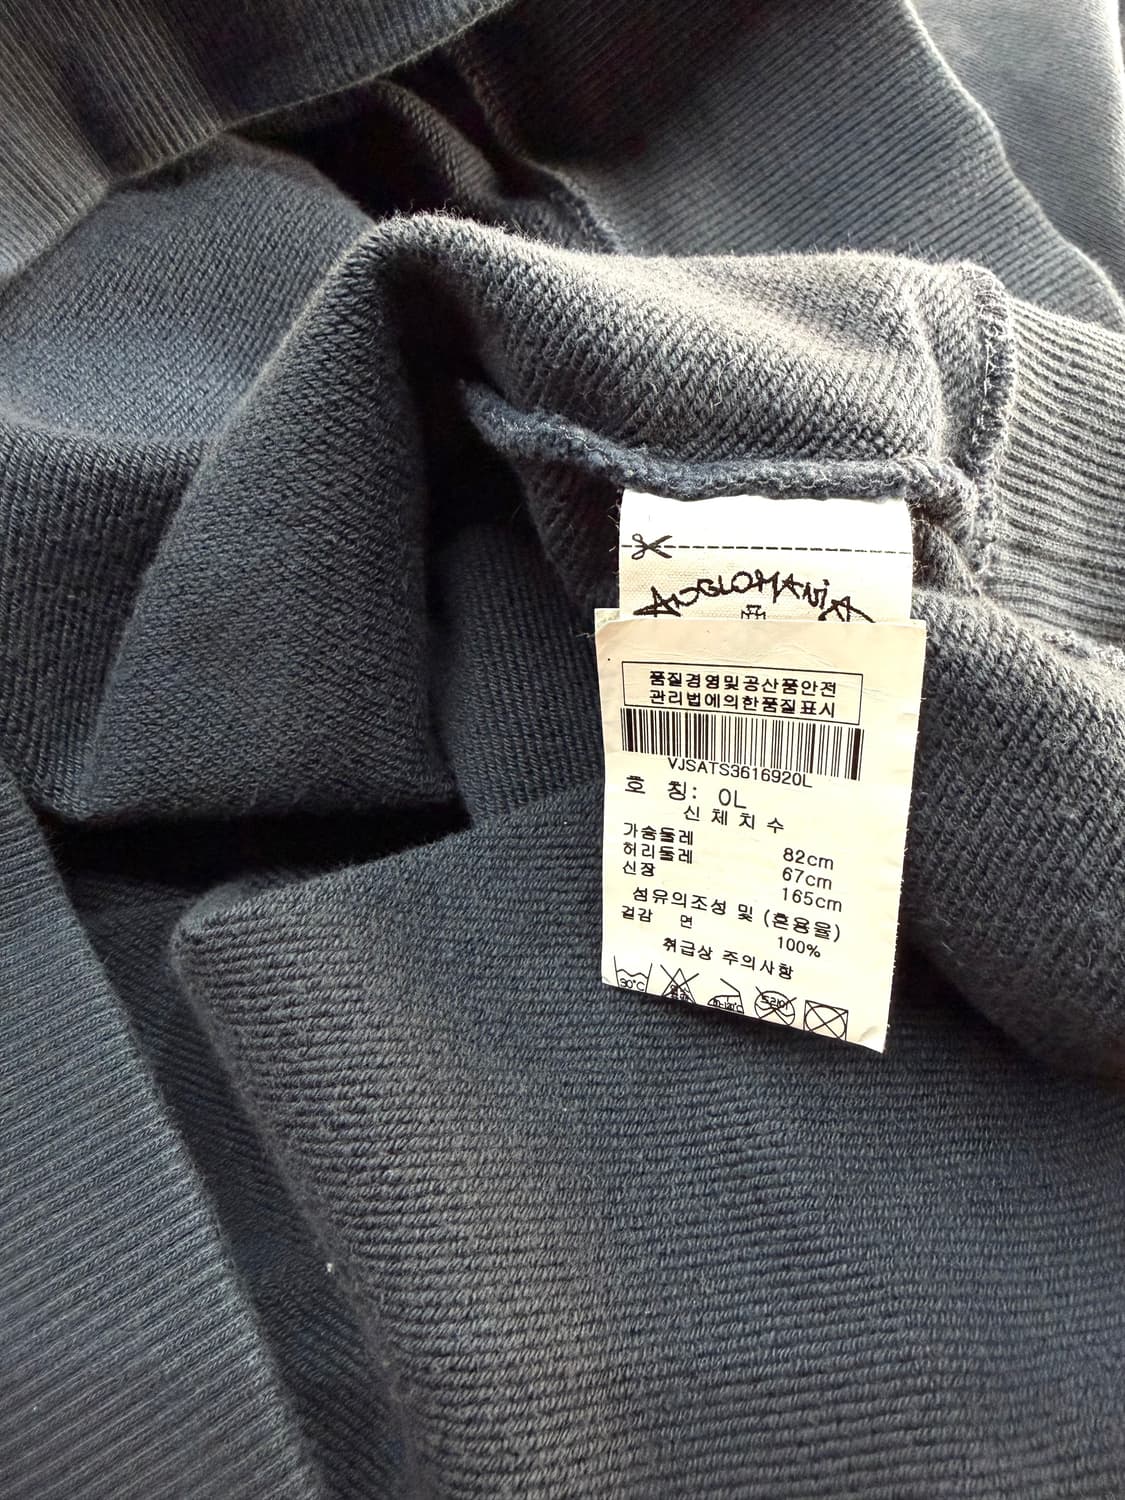 ANGLOMANIA
품질경영및공산품안전
관리법에의한품질표시
VJSATS3616920L
호 칭: 0L
신 체 치 수
가슴둘레 82cm
허리둘레 67cm
신장 165cm
섬유의조성 및 (혼용율)
겉감 면 100%
취급상 주의사항
30°C
드라이